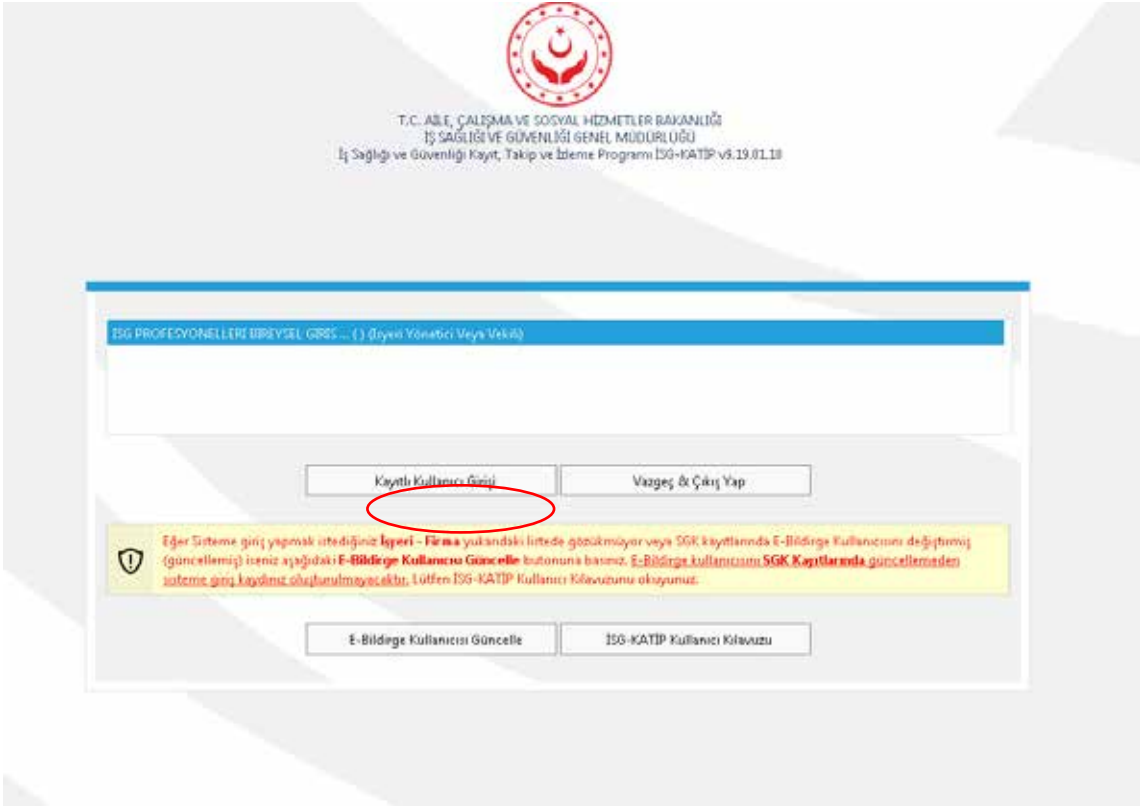 T.C. AİLE, ÇALIŞMA VE SOSYAL HİZMETLER BAKANLIĞI
İŞ SAĞLIĞI VE GÜVENLİĞİ GENEL MÜDÜRLÜĞÜ
İş Sağlığı ve Güvenliği Kayıt, Takip ve İzleme Programı İSG-KATİP v9.19.01.18
İSG PROFESYONELLERİ BİREYSEL GİRİŞ ... ( ) (İşyeri Yönetici Veya Vekili)
Kayıtlı Kullanıcı Girişi
Vazgeç & Çıkış Yap
Eğer Sisteme giriş yapmak istediğiniz İşyeri - Firma yukarıdaki listede gözükmüyor veya SGK kayıtlarında E-Bildirge Kullanıcısını değiştirmiş
(güncellemiş) iseniz aşağıdaki E-Bildirge Kullanıcısı Güncelle butonuna basınız. E-Bildirge kullanıcısını SGK Kayıtlarında güncellemeden
sisteme giriş kaydınız oluşturulmayacaktır. Lütfen İSG-KATİP Kullanıcı Kılavuzunu okuyunuz.
E-Bildirge Kullanıcısı Güncelle
İSG-KATİP Kullanıcı Kılavuzu